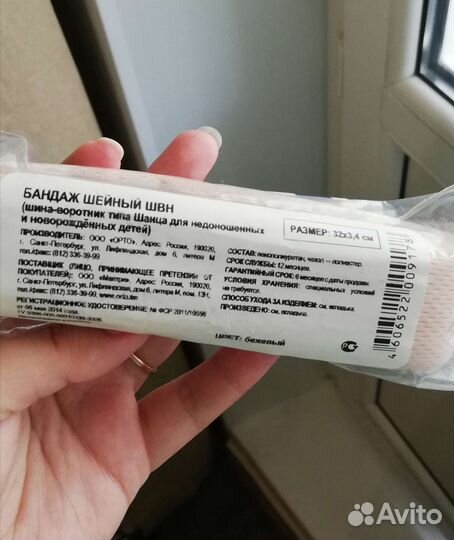 БАНДАЖ ШЕЙНЫЙ ШВН
(шина-воротник типа Шанца для недоношенных
и новорождённых детей)
ПРОИЗВОДИТЕЛЬ: ООО «ОРТО». Адрес: Россия, 190020,
г. Санкт-Петербург, ул. Лифляндская, дом 6, литера М
тел./факс: (812) 336-39-99.
ПОСТАВЩИК (ЛИЦО, ПРИНИМАЮЩЕЕ ПРЕТЕНЗИИ ОТ
ПОКУПАТЕЛЕЙ): ООО Адрес: Россия, 190020,
г. Санкт-Петербург, ул. Лифляндская, дом 6, литера М, пом. 13Н,
тел./факс: (812) 336-39-99,
РЕГИСТРАЦИОННОЕ УДОСТОВЕРЕНИЕ № ФСР 2011/10556
от 06 мая 2014 года.
РАЗМЕР: 32х3,4 см
СОСТАВ: пенополиуретан, чехол — полиэстер.
СРОК СЛУЖБЫ: 12 месяцев.
ГАРАНТИЙНЫЙ СРОК: 6 месяцев с даты продажи.
УСЛОВИЯ ХРАНЕНИЯ: специальных условий
не требуется.
СПОСОБ УХОДА ЗА ИЗДЕЛИЕМ: см. вкладыш.
ПРОИЗВЕДЕНО: см. вкладыш.
ЦВЕТ: бежевый
4 606522 009178
Avito